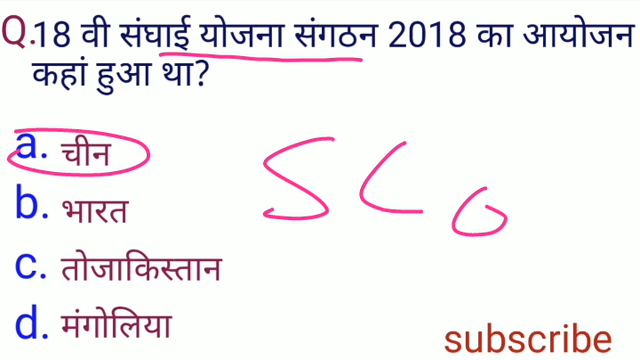 Q.18 वी संघाई योजना संगठन 2018 का आयोजन
कहां हुआ था?
a. चीन
SCO
b. भारत
c. तोजाकिस्तान
d. मंगोलिया
subscribe